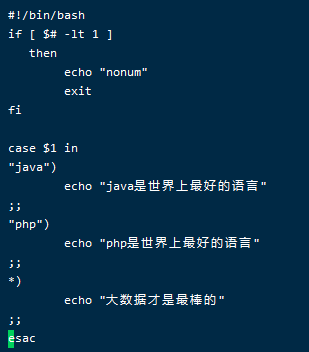 #!/bin/bash
if [ $# -lt 1 ]
   then
        echo "nonum"
        exit
fi

case $1 in
"java")
        echo "java是世界上最好的语言"
;;
"php")
        echo "php是世界上最好的语言"
;;
*)
        echo "大数据才是最棒的"
;;
esac